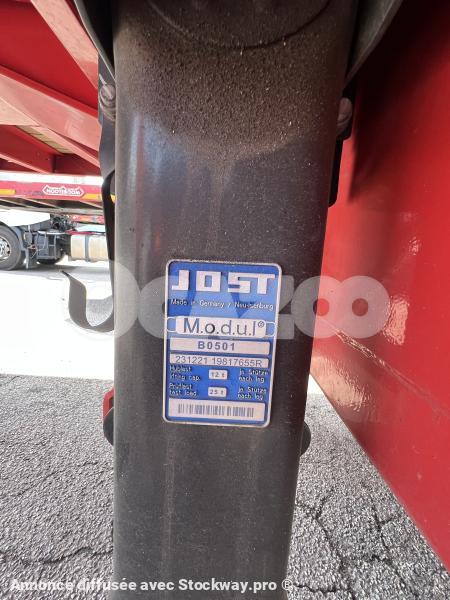 JOST
Made in Germany / Neu-Isenburg
M.o.d.u.l®
B0501
231221 19817655R
Hublast
lifting cap.
12 t
je Stütze
each leg
Prüflast
test load
25 t
je Stütze
each leg
Annonce diffusée avec Stockway.pro ®